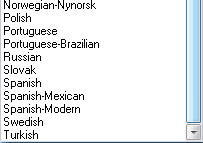 Norwegian-Nynorsk
Polish
Portuguese
Portuguese-Brazilian
Russian
Slovak
Spanish
Spanish-Mexican
Spanish-Modern
Swedish
Turkish